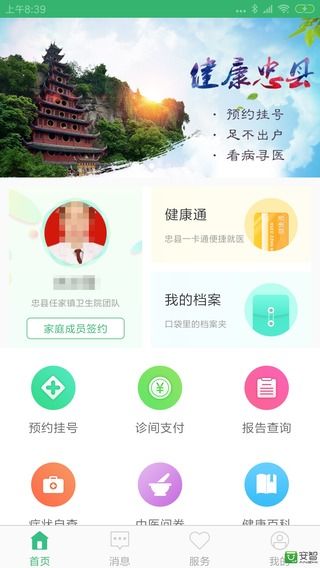 上午8:39
健康忠县
· 预约挂号
· 足不出户
· 看病寻医
忠县任家镇卫生院团队
家庭成员签约
健康通
忠县一卡通便捷就医
我的档案
口袋里的档案夹
预约挂号
诊间支付
报告查询
症状自查
中医问卷
健康百科
首页
消息
服务
我的
安智